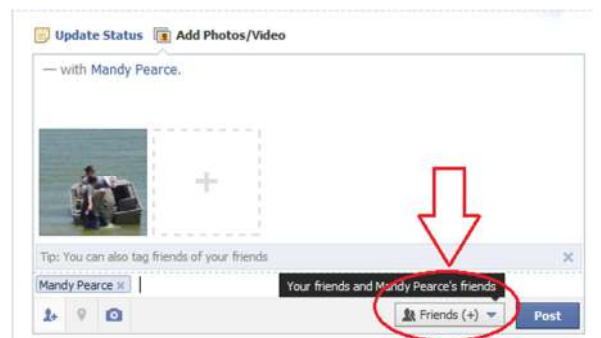 Update Status Add Photos/Video
— with Mandy Pearce.
Tip: You can also tag friends of your friends
Mandy Pearce ×
Your friends and Mandy Pearce's friends
Friends (+)
Post